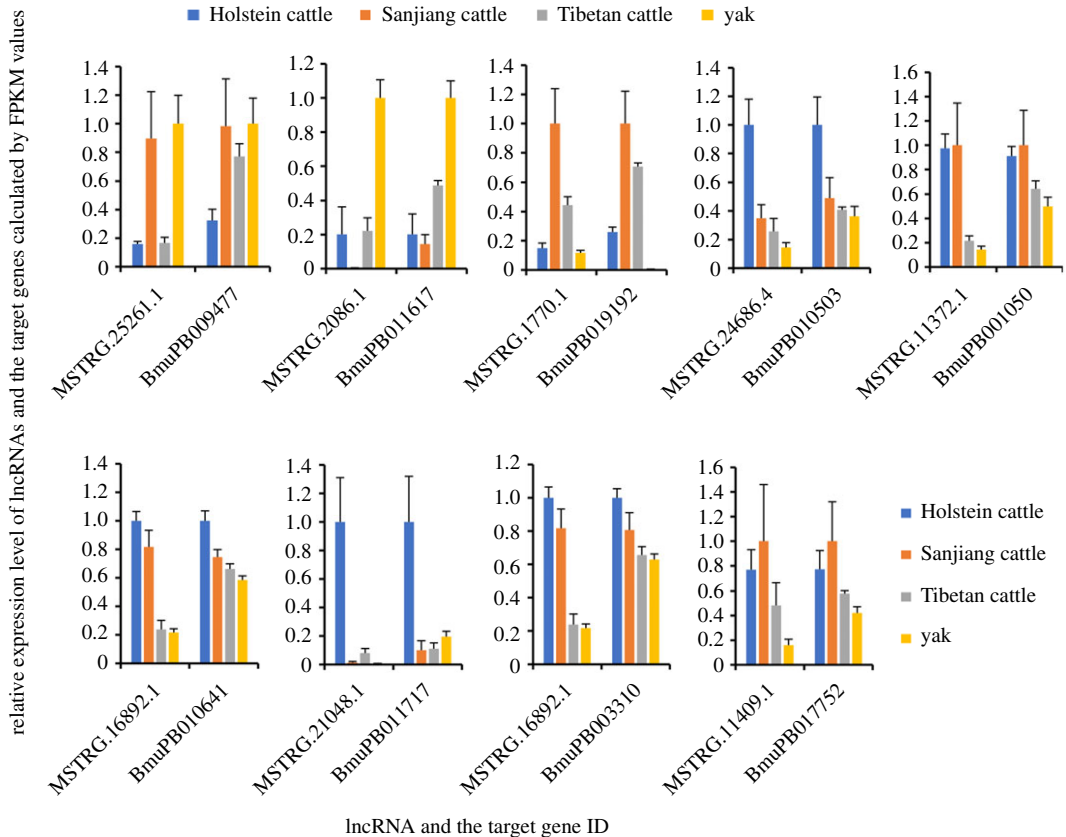 Holstein cattle Sanjiang cattle Tibetan cattle yak
relative expression level of lncRNAs and the target genes calculated by FPKM values
1.4
1.2
1.0
0.8
0.6
0.4
0.2
0
MSTRG.25261.1
BmuPB009477
1.2
1.0
0.8
0.6
0.4
0.2
0
MSTRG.2086.1
BmuPB011617
1.4
1.2
1.0
0.8
0.6
0.4
0.2
0
MSTRG.1770.1
BmuPB019192
1.4
1.2
1.0
0.8
0.6
0.4
0.2
0
MSTRG.24686.4
BmuPB010503
1.6
1.4
1.2
1.0
0.8
0.6
0.4
0.2
0
MSTRG.11372.1
BmuPB001050
1.4
1.2
1.0
0.8
0.6
0.4
0.2
0
MSTRG.16892.1
BmuPB010641
1.4
1.2
1.0
0.8
0.6
0.4
0.2
0
MSTRG.21048.1
BmuPB011717
1.2
1.0
0.8
0.6
0.4
0.2
0
MSTRG.16892.1
BmuPB003310
1.6
1.4
1.2
1.0
0.8
0.6
0.4
0.2
0
MSTRG.11409.1
BmuPB017752
Holstein cattle
Sanjiang cattle
Tibetan cattle
yak
lncRNA and the target gene ID